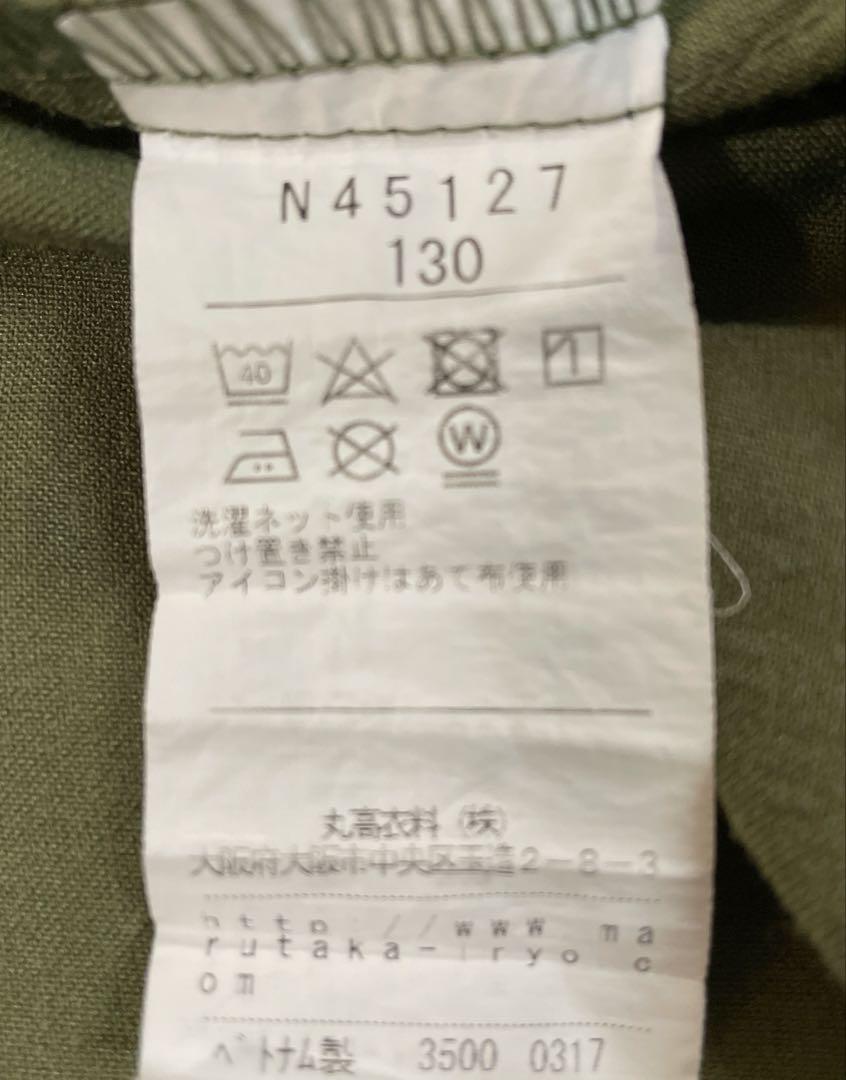 N45127
130
40
W
洗濯ネット使用
つけ置き禁止
アイロン掛けはあて布使用
丸高衣料（株）
大阪府大阪市中央区玉造2－8－3
http://www.ma
rutaka-iryo.c
om
ベトナム製 3500 0317